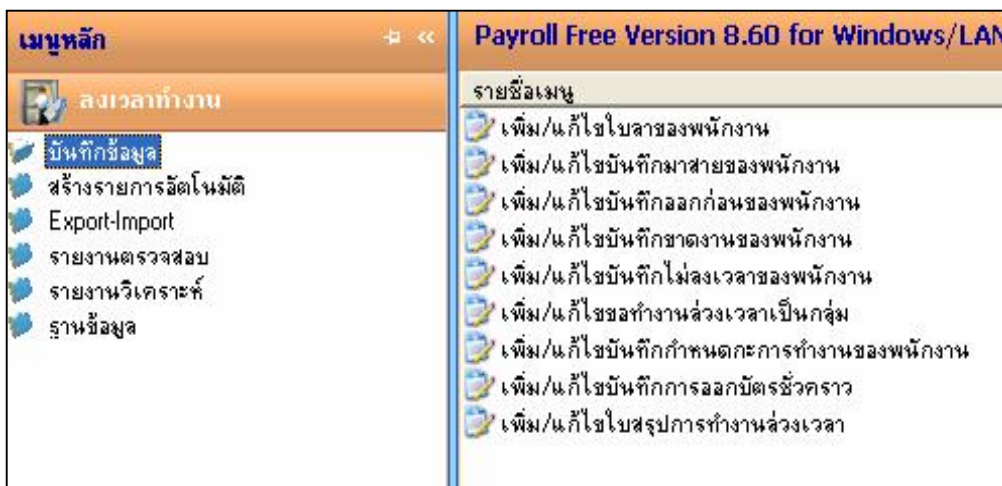 เมนูหลัก
ลงเวลาทำงาน
บันทึกข้อมูล
สร้างรายการอัตโนมัติ
Export-Import
รายงานตรวจสอบ
รายงานวิเคราะห์
ฐานข้อมูล
Payroll Free Version 8.60 for Windows/LAN
รายชื่อเมนู
เพิ่ม/แก้ไขใบลาของพนักงาน
เพิ่ม/แก้ไขบันทึกมาสายของพนักงาน
เพิ่ม/แก้ไขบันทึกออกก่อนของพนักงาน
เพิ่ม/แก้ไขบันทึกขาดงานของพนักงาน
เพิ่ม/แก้ไขบันทึกไม่ลงเวลาของพนักงาน
เพิ่ม/แก้ไขขอทำงานล่วงเวลาเป็นกลุ่ม
เพิ่ม/แก้ไขบันทึกกำหนดกะการทำงานของพนักงาน
เพิ่ม/แก้ไขบันทึกการออกบัตรชั่วคราว
เพิ่ม/แก้ไขใบสรุปการทำงานล่วงเวลา